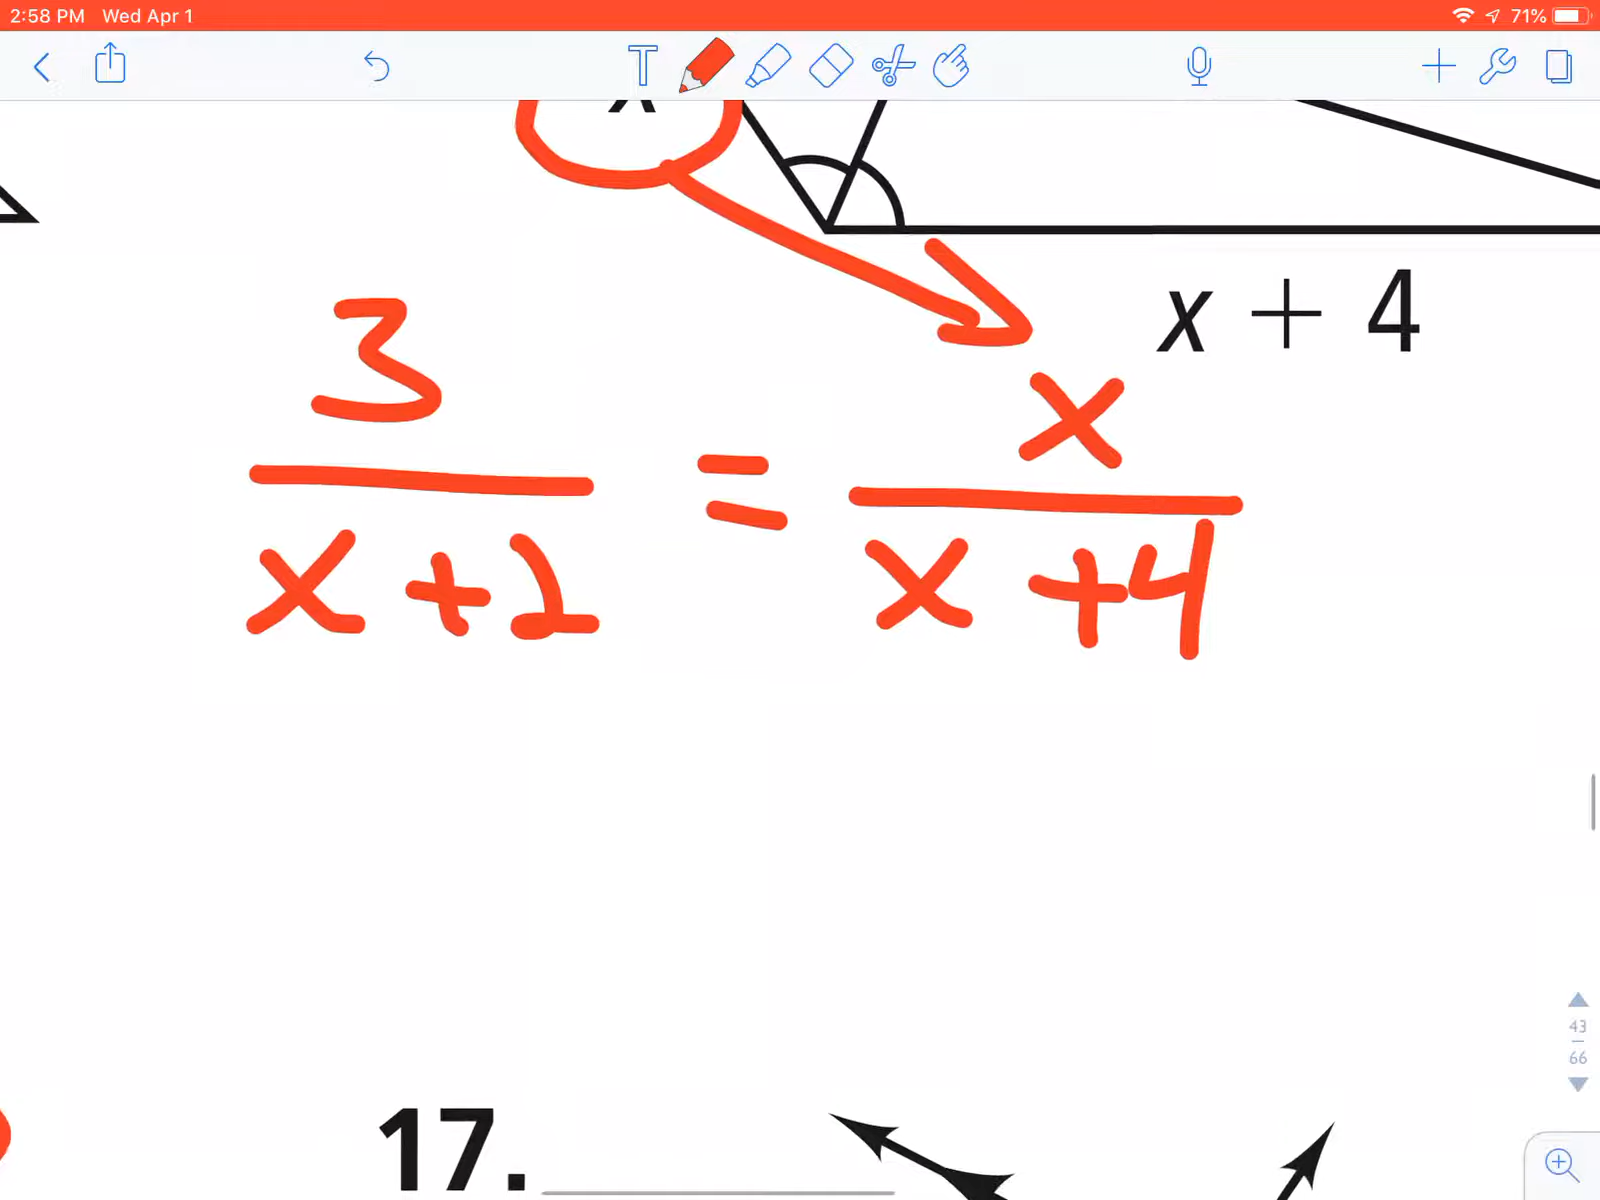 2:58 PM Wed Apr 1 71%
T
x
x + 4
3 / x + 2 = x / x + 4
43
66
17.